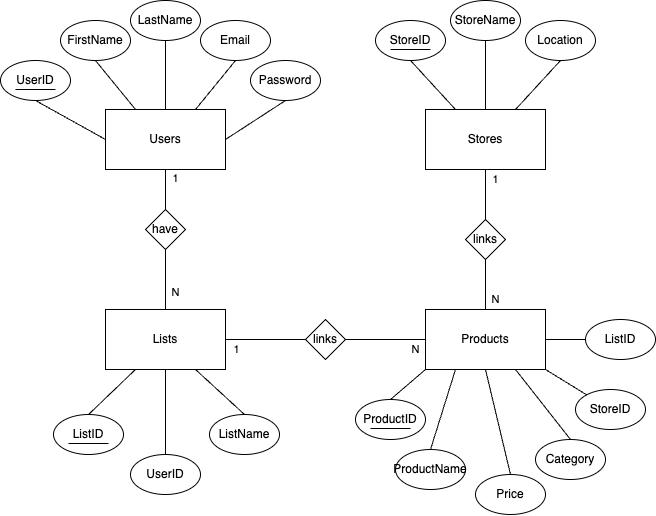 LastName
StoreName
FirstName
Email
StoreID
Location
UserID
Password
Users
Stores
1
1
have
links
N
N
Lists
links
Products
ListID
1
N
StoreID
ProductID
ListID
ListName
Category
ProductName
UserID
Price